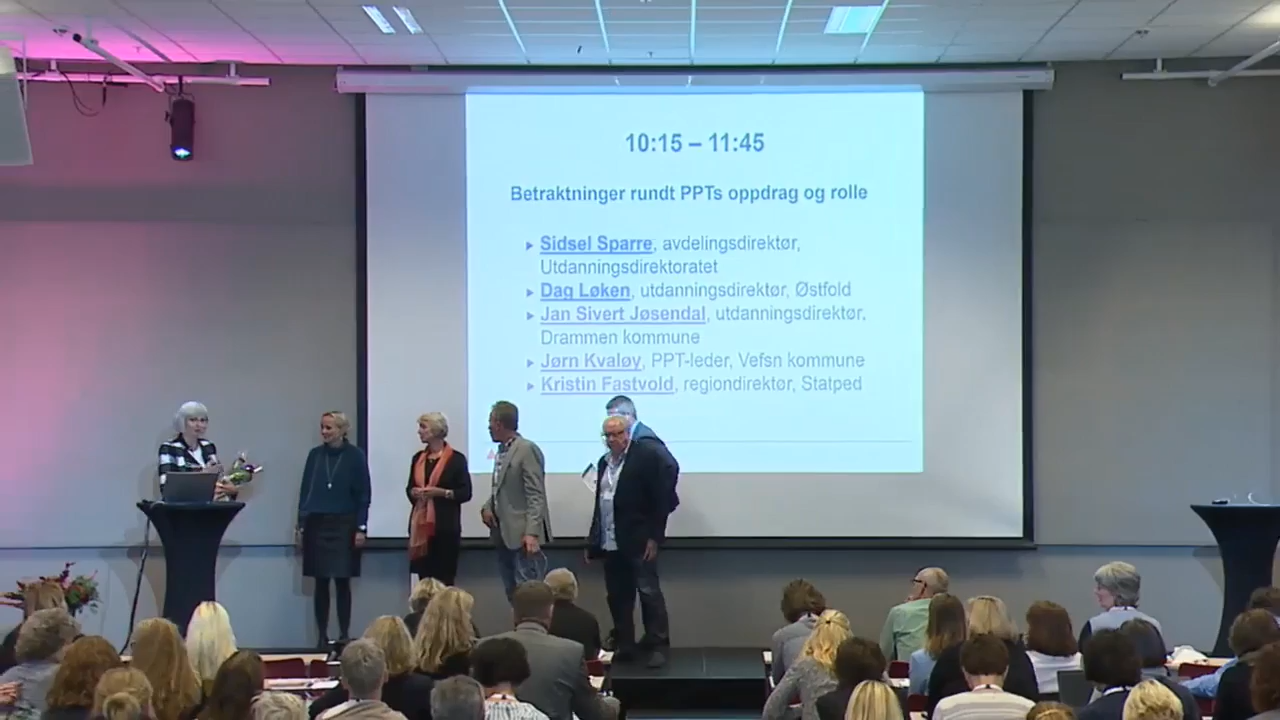 10:15 – 11:45
Betraktninger rundt PPTs oppdrag og rolle
Sidsel Sparre, avdelingsdirektør,
Utdanningsdirektoratet
Dag Løken, utdanningsdirektør, Østfold
Jan Sivert Jøsendal, utdanningsdirektør,
Drammen kommune
Jørn Kvaløy, PPT-leder, Vefsn kommune
Kristin Fastvold, regiondirektør, Statped